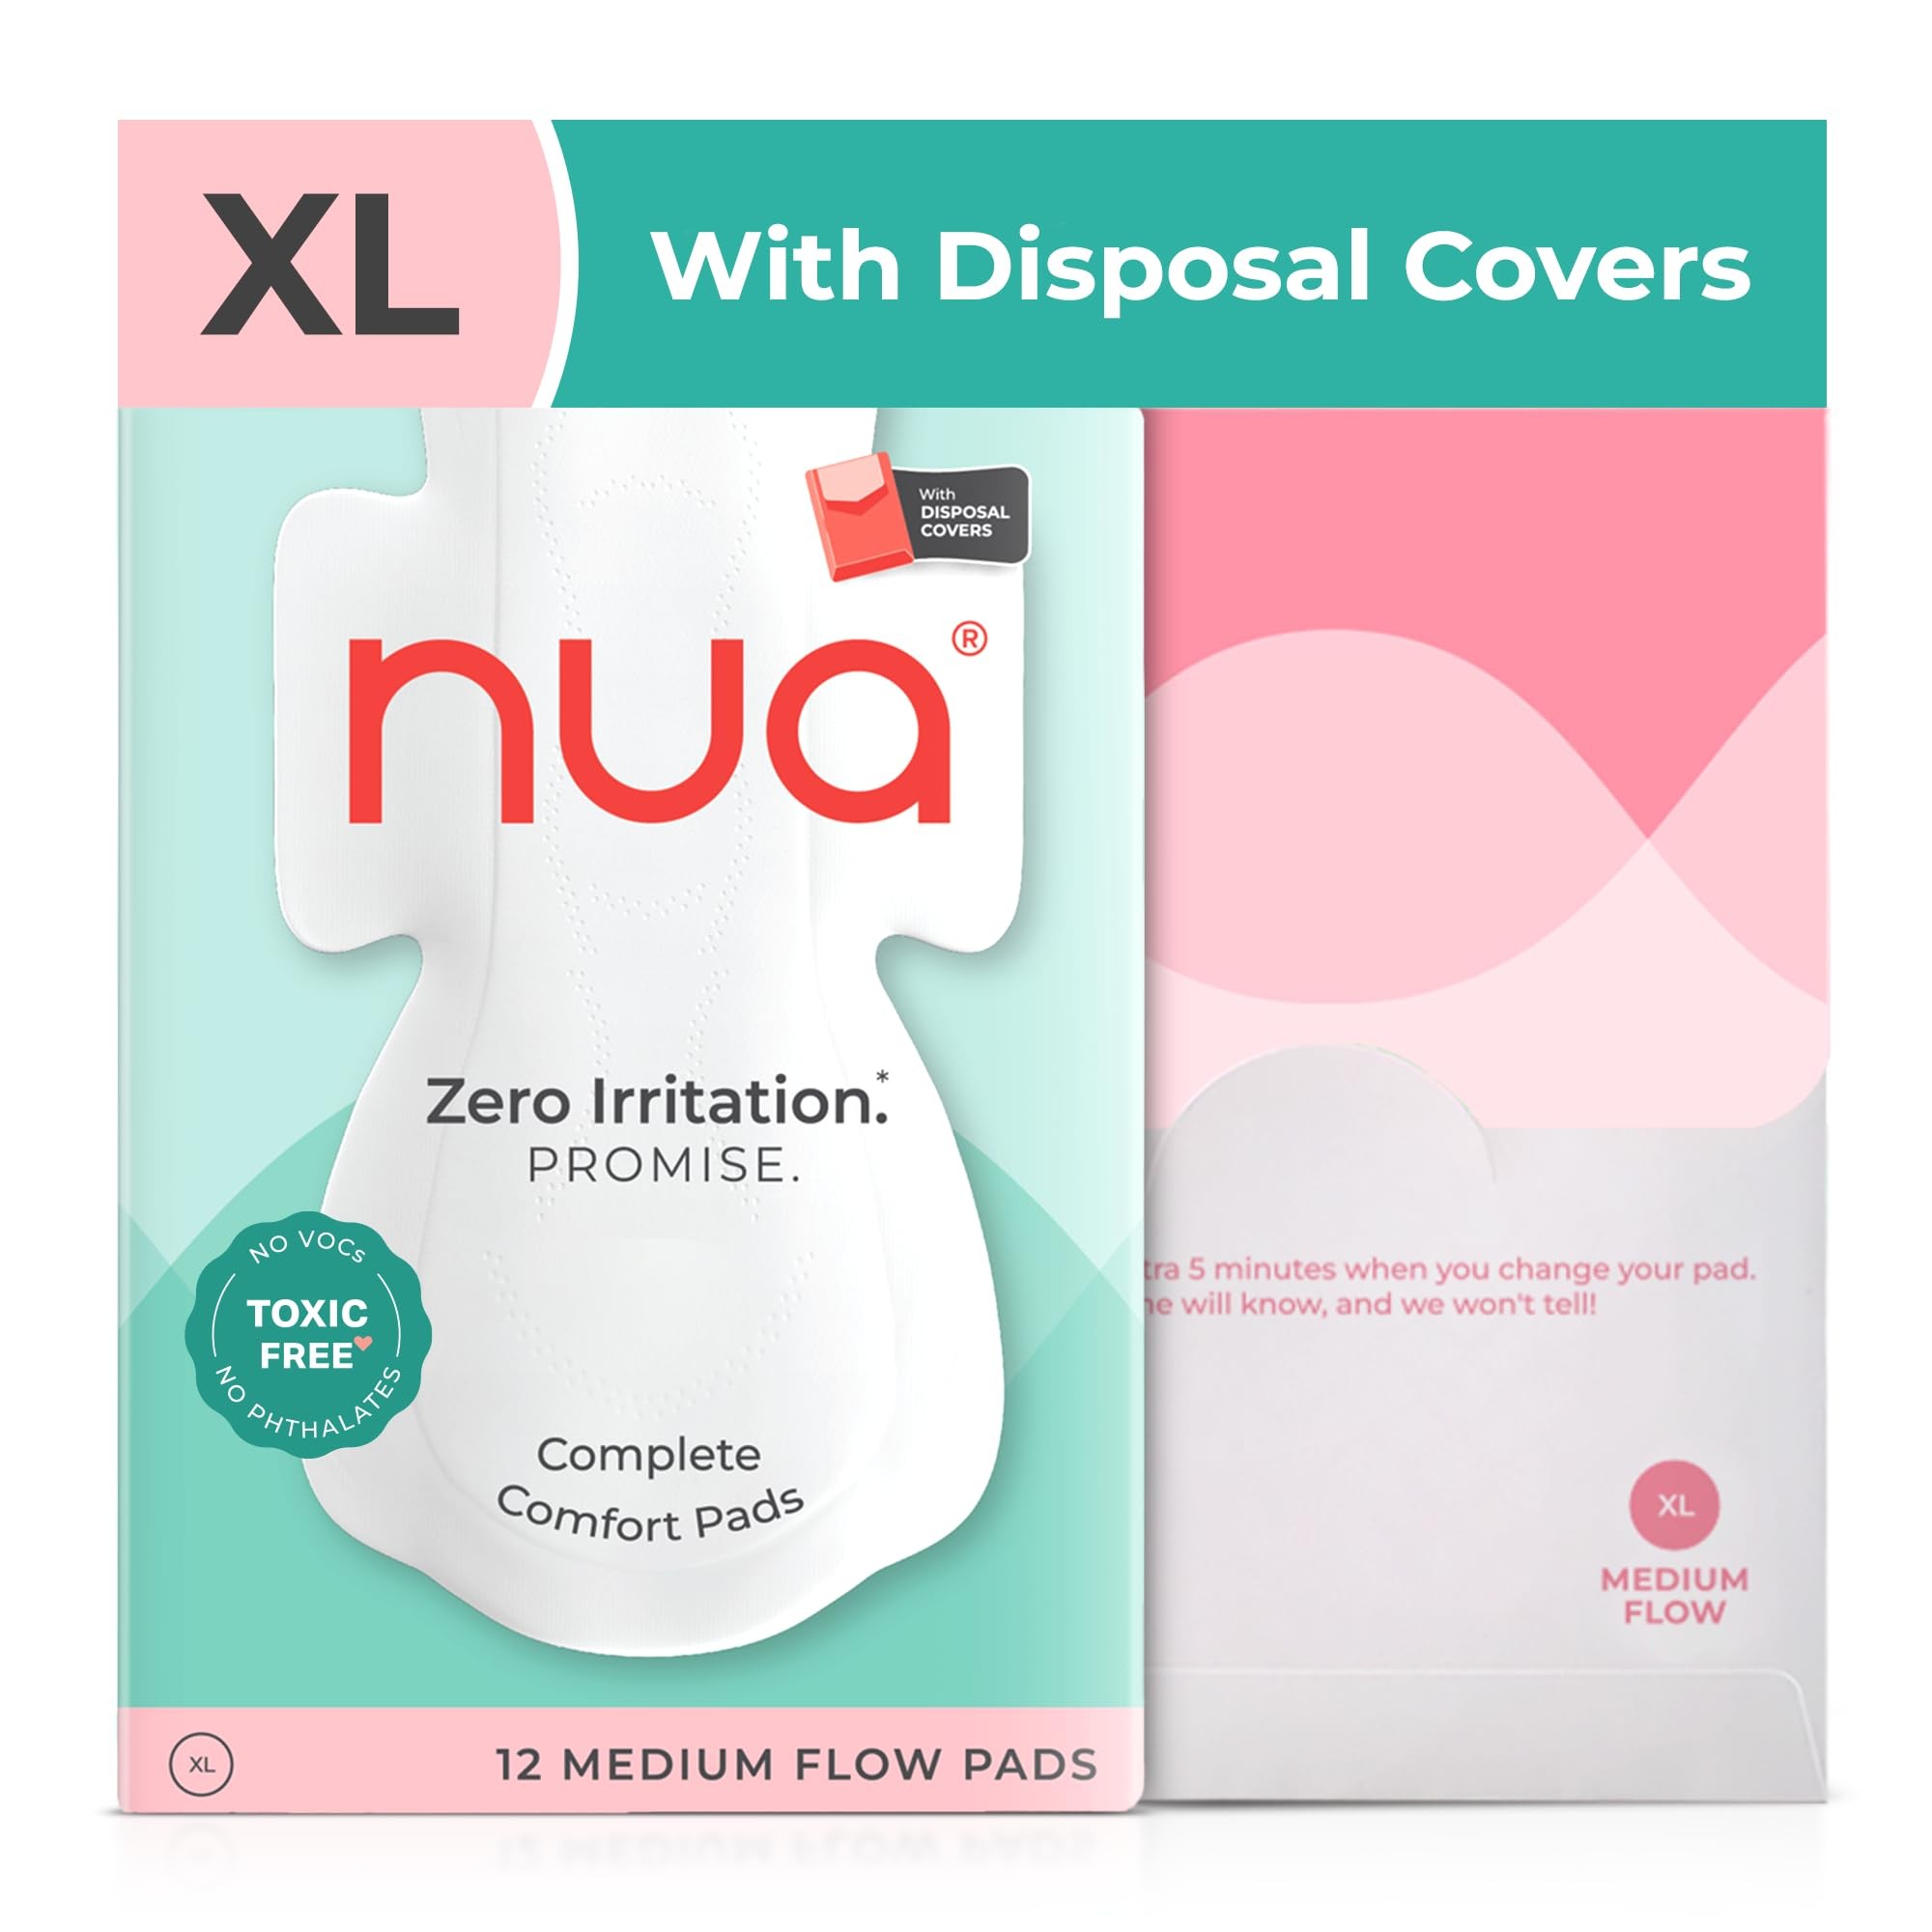 XL
With Disposal Covers
With
DISPOSAL
COVERS
nua®
Zero Irritation.*
PROMISE.
NO VOCs
TOXIC
FREE
NO PHTHALATES
Complete
Comfort Pads
XL
12 MEDIUM FLOW PADS
5 minutes when you change your pad.
will know, and we won't tell!
XL
MEDIUM
FLOW